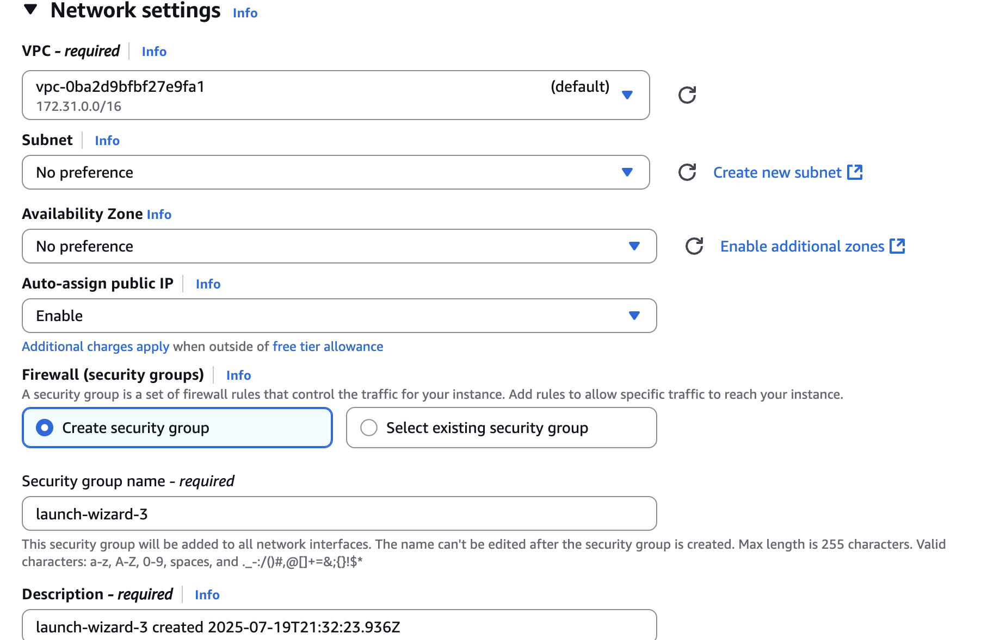 Network settings Info
VPC - required Info
vpc-0ba2d9bfbf27e9fa1 (default)
172.31.0.0/16
Subnet Info
No preference
Create new subnet
Availability Zone Info
No preference
Enable additional zones
Auto-assign public IP Info
Enable
Additional charges apply when outside of free tier allowance
Firewall (security groups) Info
A security group is a set of firewall rules that control the traffic for your instance. Add rules to allow specific traffic to reach your instance.
Create security group
Select existing security group
Security group name - required
launch-wizard-3
This security group will be added to all network interfaces. The name can't be edited after the security group is created. Max length is 255 characters. Valid
characters: a-z, A-Z, 0-9, spaces, and ._-:/()#,@[]+=&;{}!$*
Description - required Info
launch-wizard-3 created 2025-07-19T21:32:23.936Z